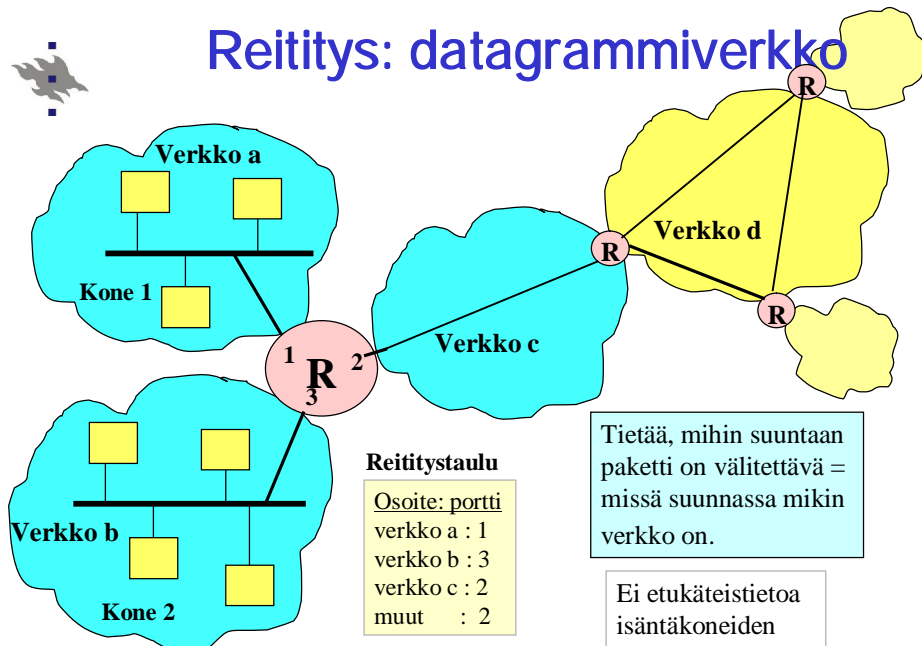 Reititys: datagrammiverkko
R
Verkko a
Verkko d
R
Kone 1
R
Verkko c
1
2
R
3
Verkko b
Kone 2
Reititystaulu
Osoite: portti
verkko a : 1
verkko b : 3
verkko c : 2
muut : 2
Tietää, mihin suuntaan
paketti on välitettävä =
missä suunnassa mikin
verkko on.
Ei etukäteistietoa
isäntäkoneiden